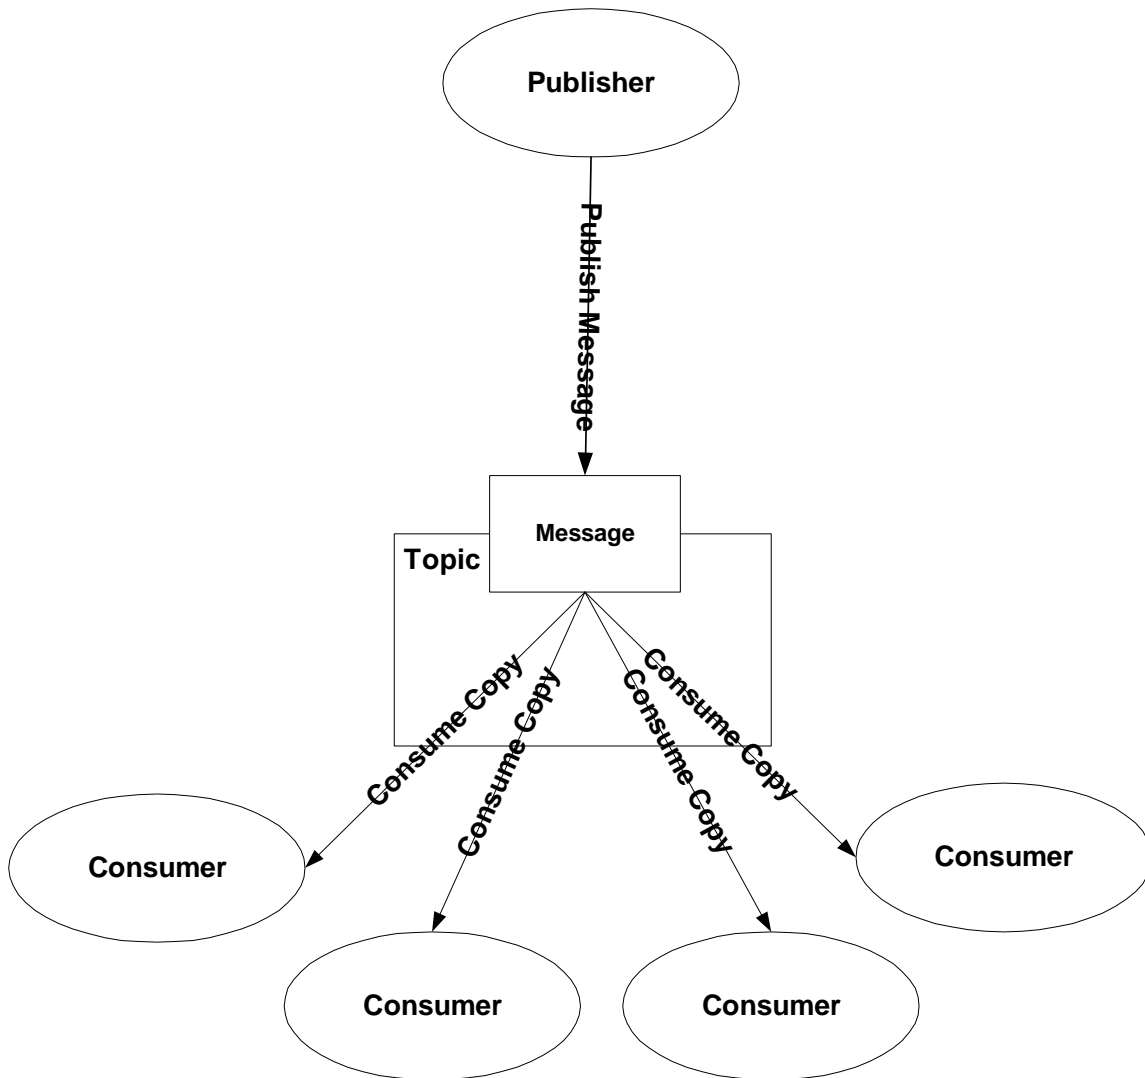 Publisher
Publish Message
Message
Topic
Consume Copy
Consume Copy
Consume Copy
Consume Copy
Consumer
Consumer
Consumer
Consumer